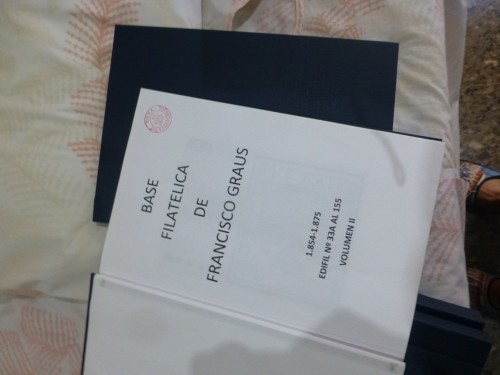 BASE
FILATELICA
DE
FRANCISCO GRAUS
1.854-1.875
EDIFIL Nº 33A AL 155
VOLUMEN II